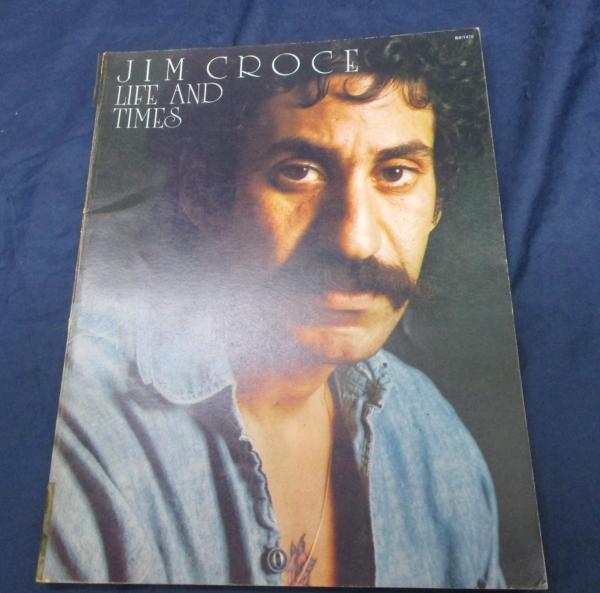 JIM CROCE
LIFE AND
TIMES